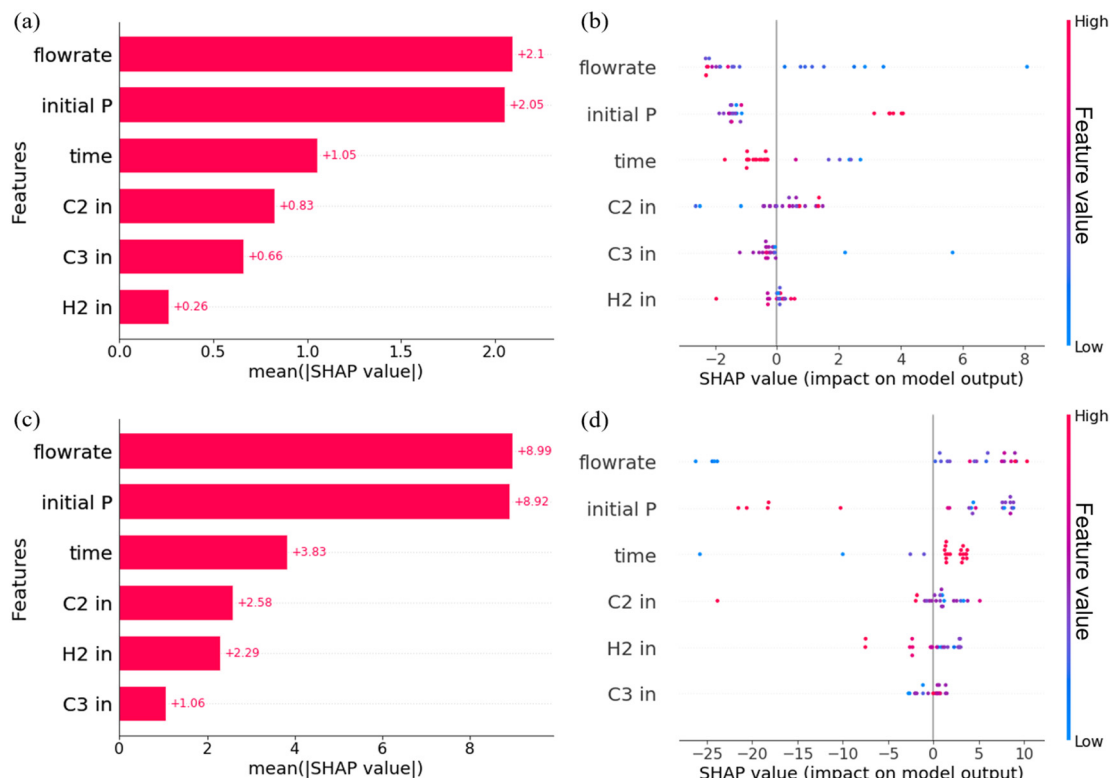 (a)
Features
flowrate
+2.1
initial P
+2.05
time
+1.05
C2 in
+0.83
C3 in
+0.66
H2 in
+0.26
0.0 0.5 1.0 1.5 2.0
mean(|SHAP value|)
(b)
flowrate
initial P
time
C2 in
C3 in
H2 in
−2 0 2 4 6 8
SHAP value (impact on model output)
High
Feature value
Low
(c)
Features
flowrate
+8.99
initial P
+8.92
time
+3.83
C2 in
+2.58
H2 in
+2.29
C3 in
+1.06
0 2 4 6 8
mean(|SHAP value|)
(d)
flowrate
initial P
time
C2 in
H2 in
C3 in
−25 −20 −15 −10 −5 0 5 10
SHAP value (impact on model output)
High
Feature value
Low